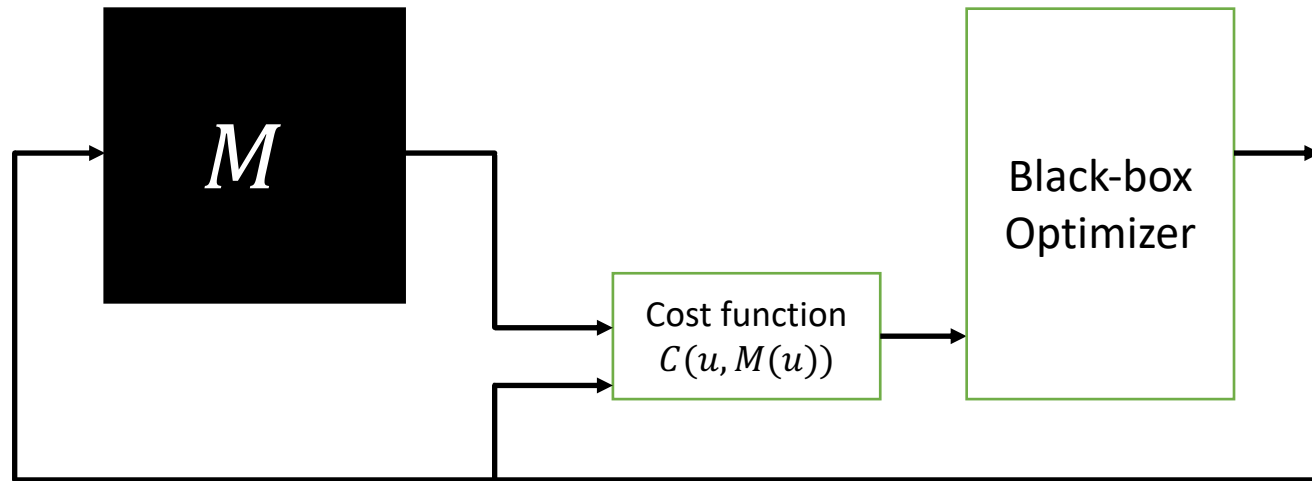 M
Cost function
C(u, M(u))
Black-box
Optimizer